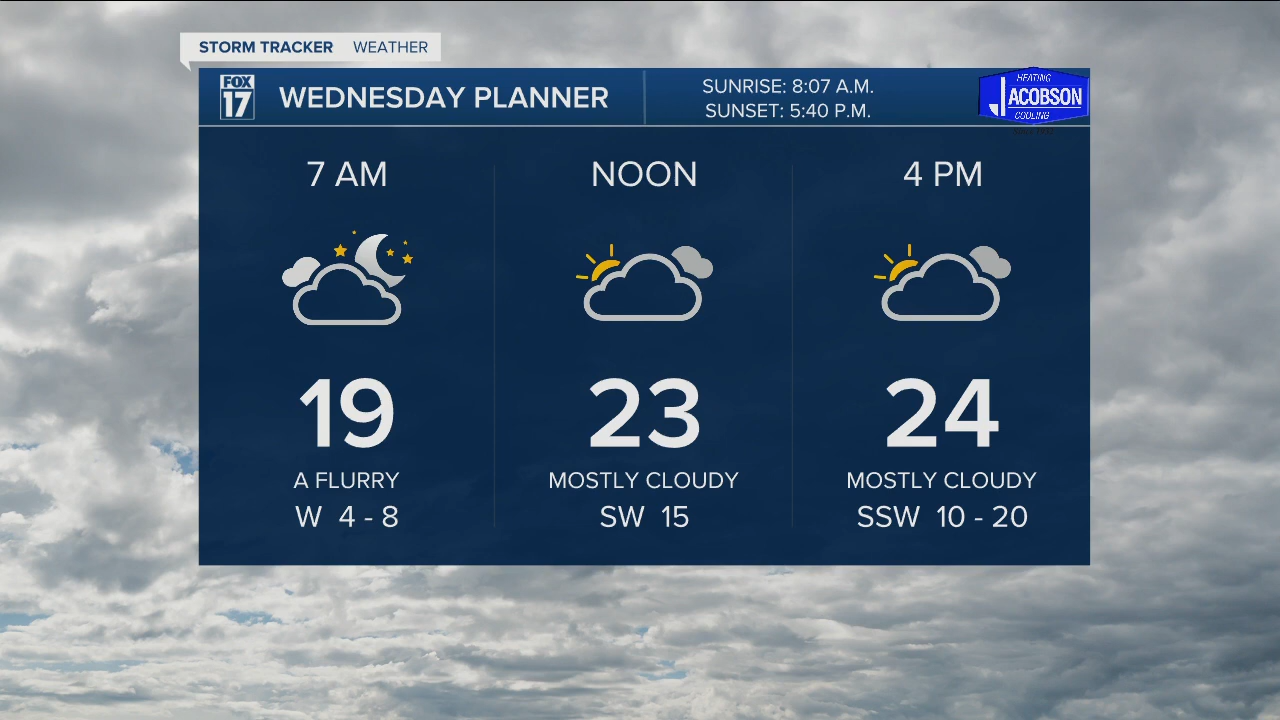 STORM TRACKER WEATHER
FOX
17
WEDNESDAY PLANNER
SUNRISE: 8:07 A.M.
SUNSET: 5:40 P.M.
HEATING
JACOBSON
COOLING
7 AM
NOON
4 PM
19
23
24
A FLURRY
MOSTLY CLOUDY
MOSTLY CLOUDY
W 4 - 8
SW 15
SSW 10 - 20